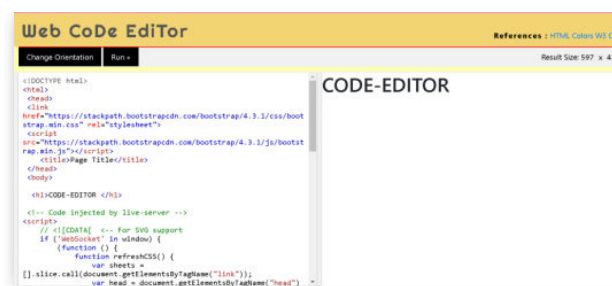 Web CoDe EdiTor
References : HTML Colors W3 C
Change Orientation Run »
Result Size: 597 x 4
<!DOCTYPE html>
<html>
<head>
<link
href="https://stackpath.bootstrapcdn.com/bootstrap/4.3.1/css/boot
strap.min.css" rel="stylesheet">
<script
src="https://stackpath.bootstrapcdn.com/bootstrap/4.3.1/js/bootst
rap.min.js"></script>
<title>Page Title</title>
</head>
<body>
<h1>CODE-EDITOR </h1>
<!-- Code injected by live-server -->
<script>
// <![CDATA[ <-- For SVG support
if ('WebSocket' in window) {
(function () {
function refreshCSS() {
var sheets =
[].slice.call(document.getElementsByTagName("link"));
var head = document.getElementsByTagName("head")
CODE-EDITOR